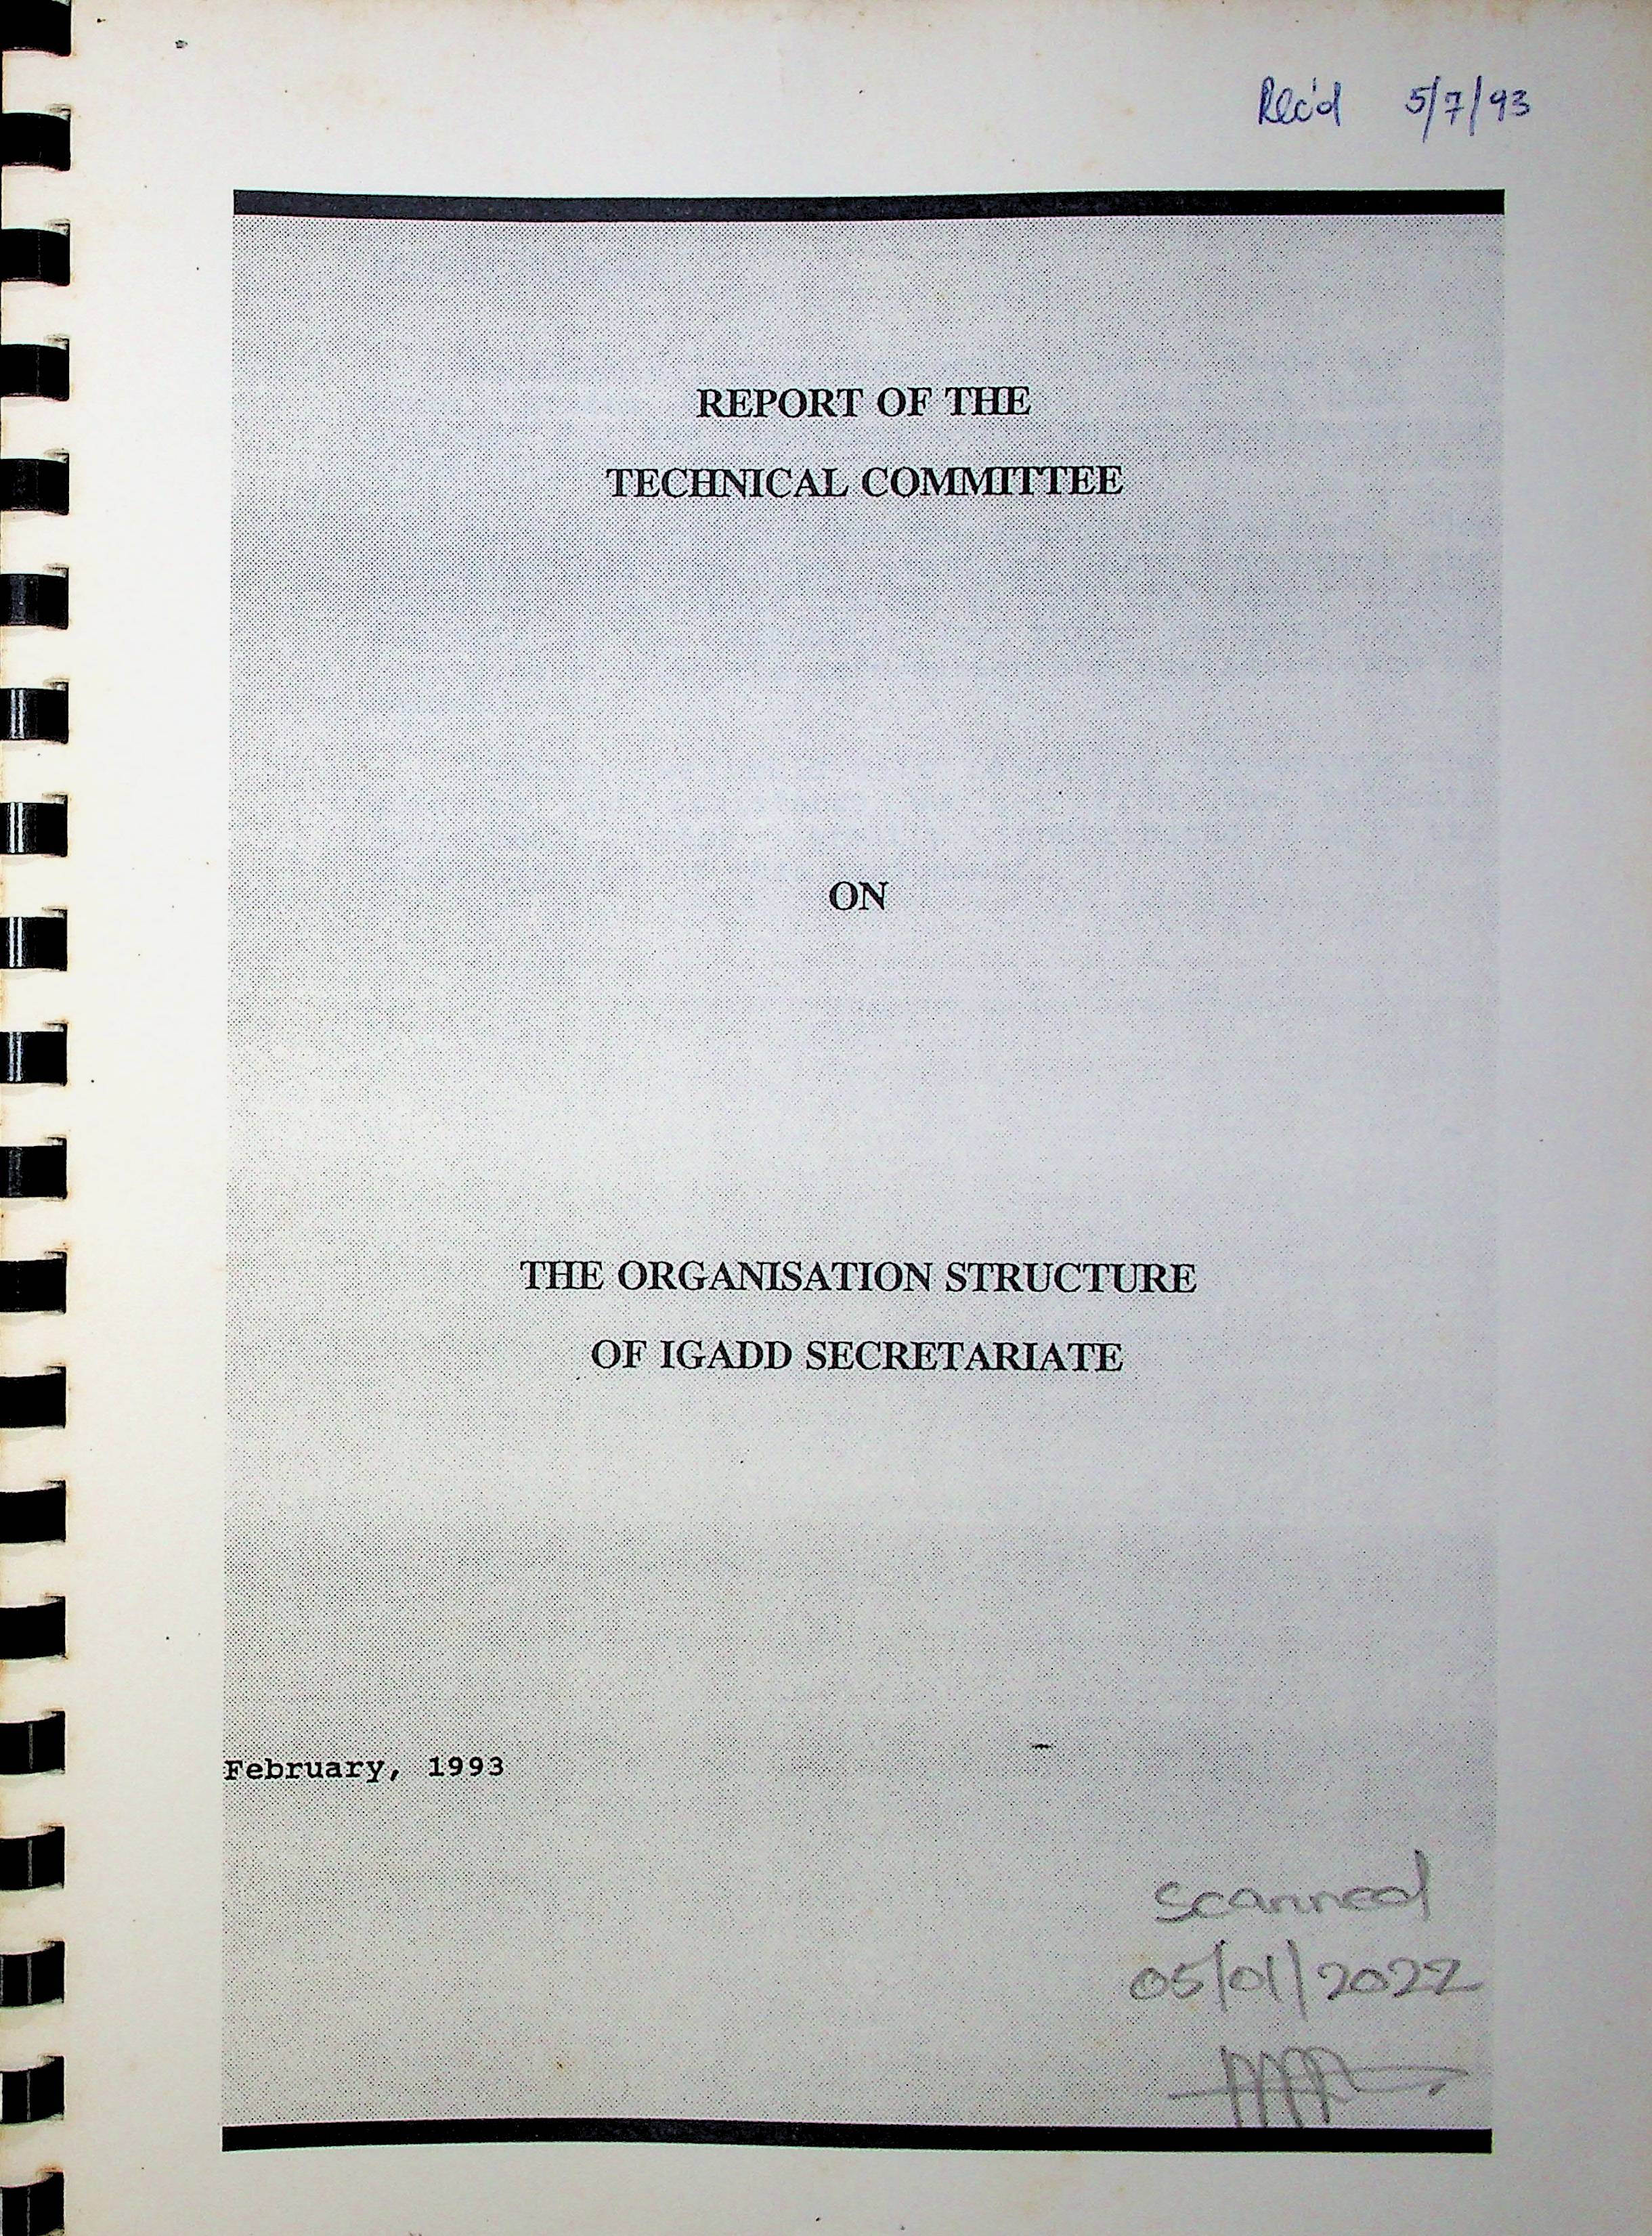 Rec'd 5/7/93
REPORT OF THE
TECHNICAL COMMITTEE
ON
THE ORGANISATION STRUCTURE
OF IGADD SECRETARIATE
February, 1993
scanned
05/01/2022